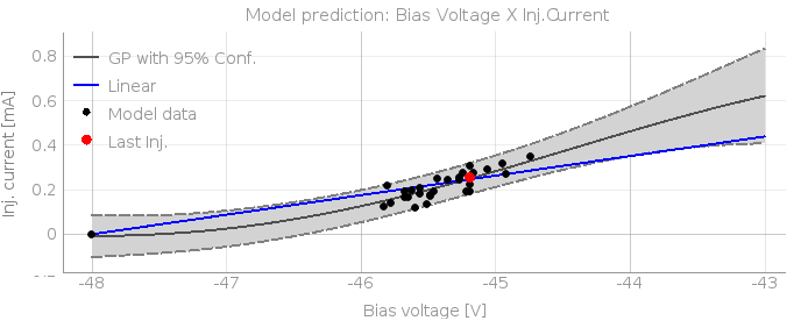 Model prediction: Bias Voltage X Inj.Current
GP with 95% Conf.
Linear
Model data
Last Inj.
Inj. current [mA]
0.8
0.6
0.4
0.2
0
-48
-47
-46
-45
-44
-43
Bias voltage [V]